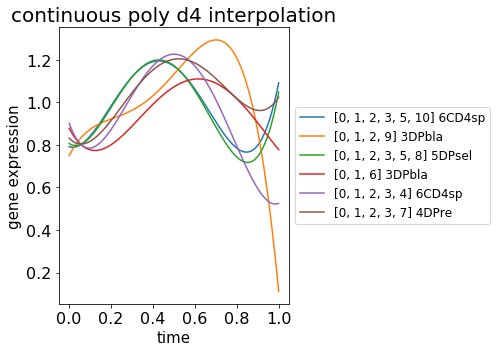 continuous poly d4 interpolation
gene expression
1.2
1.0
0.8
0.6
0.4
0.2
0.0 0.2 0.4 0.6 0.8 1.0
time
[0, 1, 2, 3, 5, 10] 6CD4sp
[0, 1, 2, 9] 3DPbla
[0, 1, 2, 3, 5, 8] 5DPsel
[0, 1, 6] 3DPbla
[0, 1, 2, 3, 4] 6CD4sp
[0, 1, 2, 3, 7] 4DPre